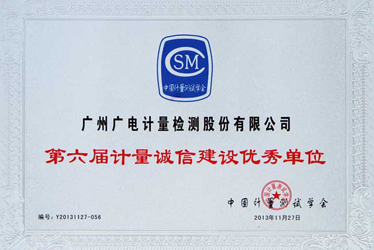 CSM
中国计量测试学会
广州广电计量检测股份有限公司
第六届计量诚信建设优秀单位
中国计量测试学会
编号：Y20131127-056
2013年11月27日